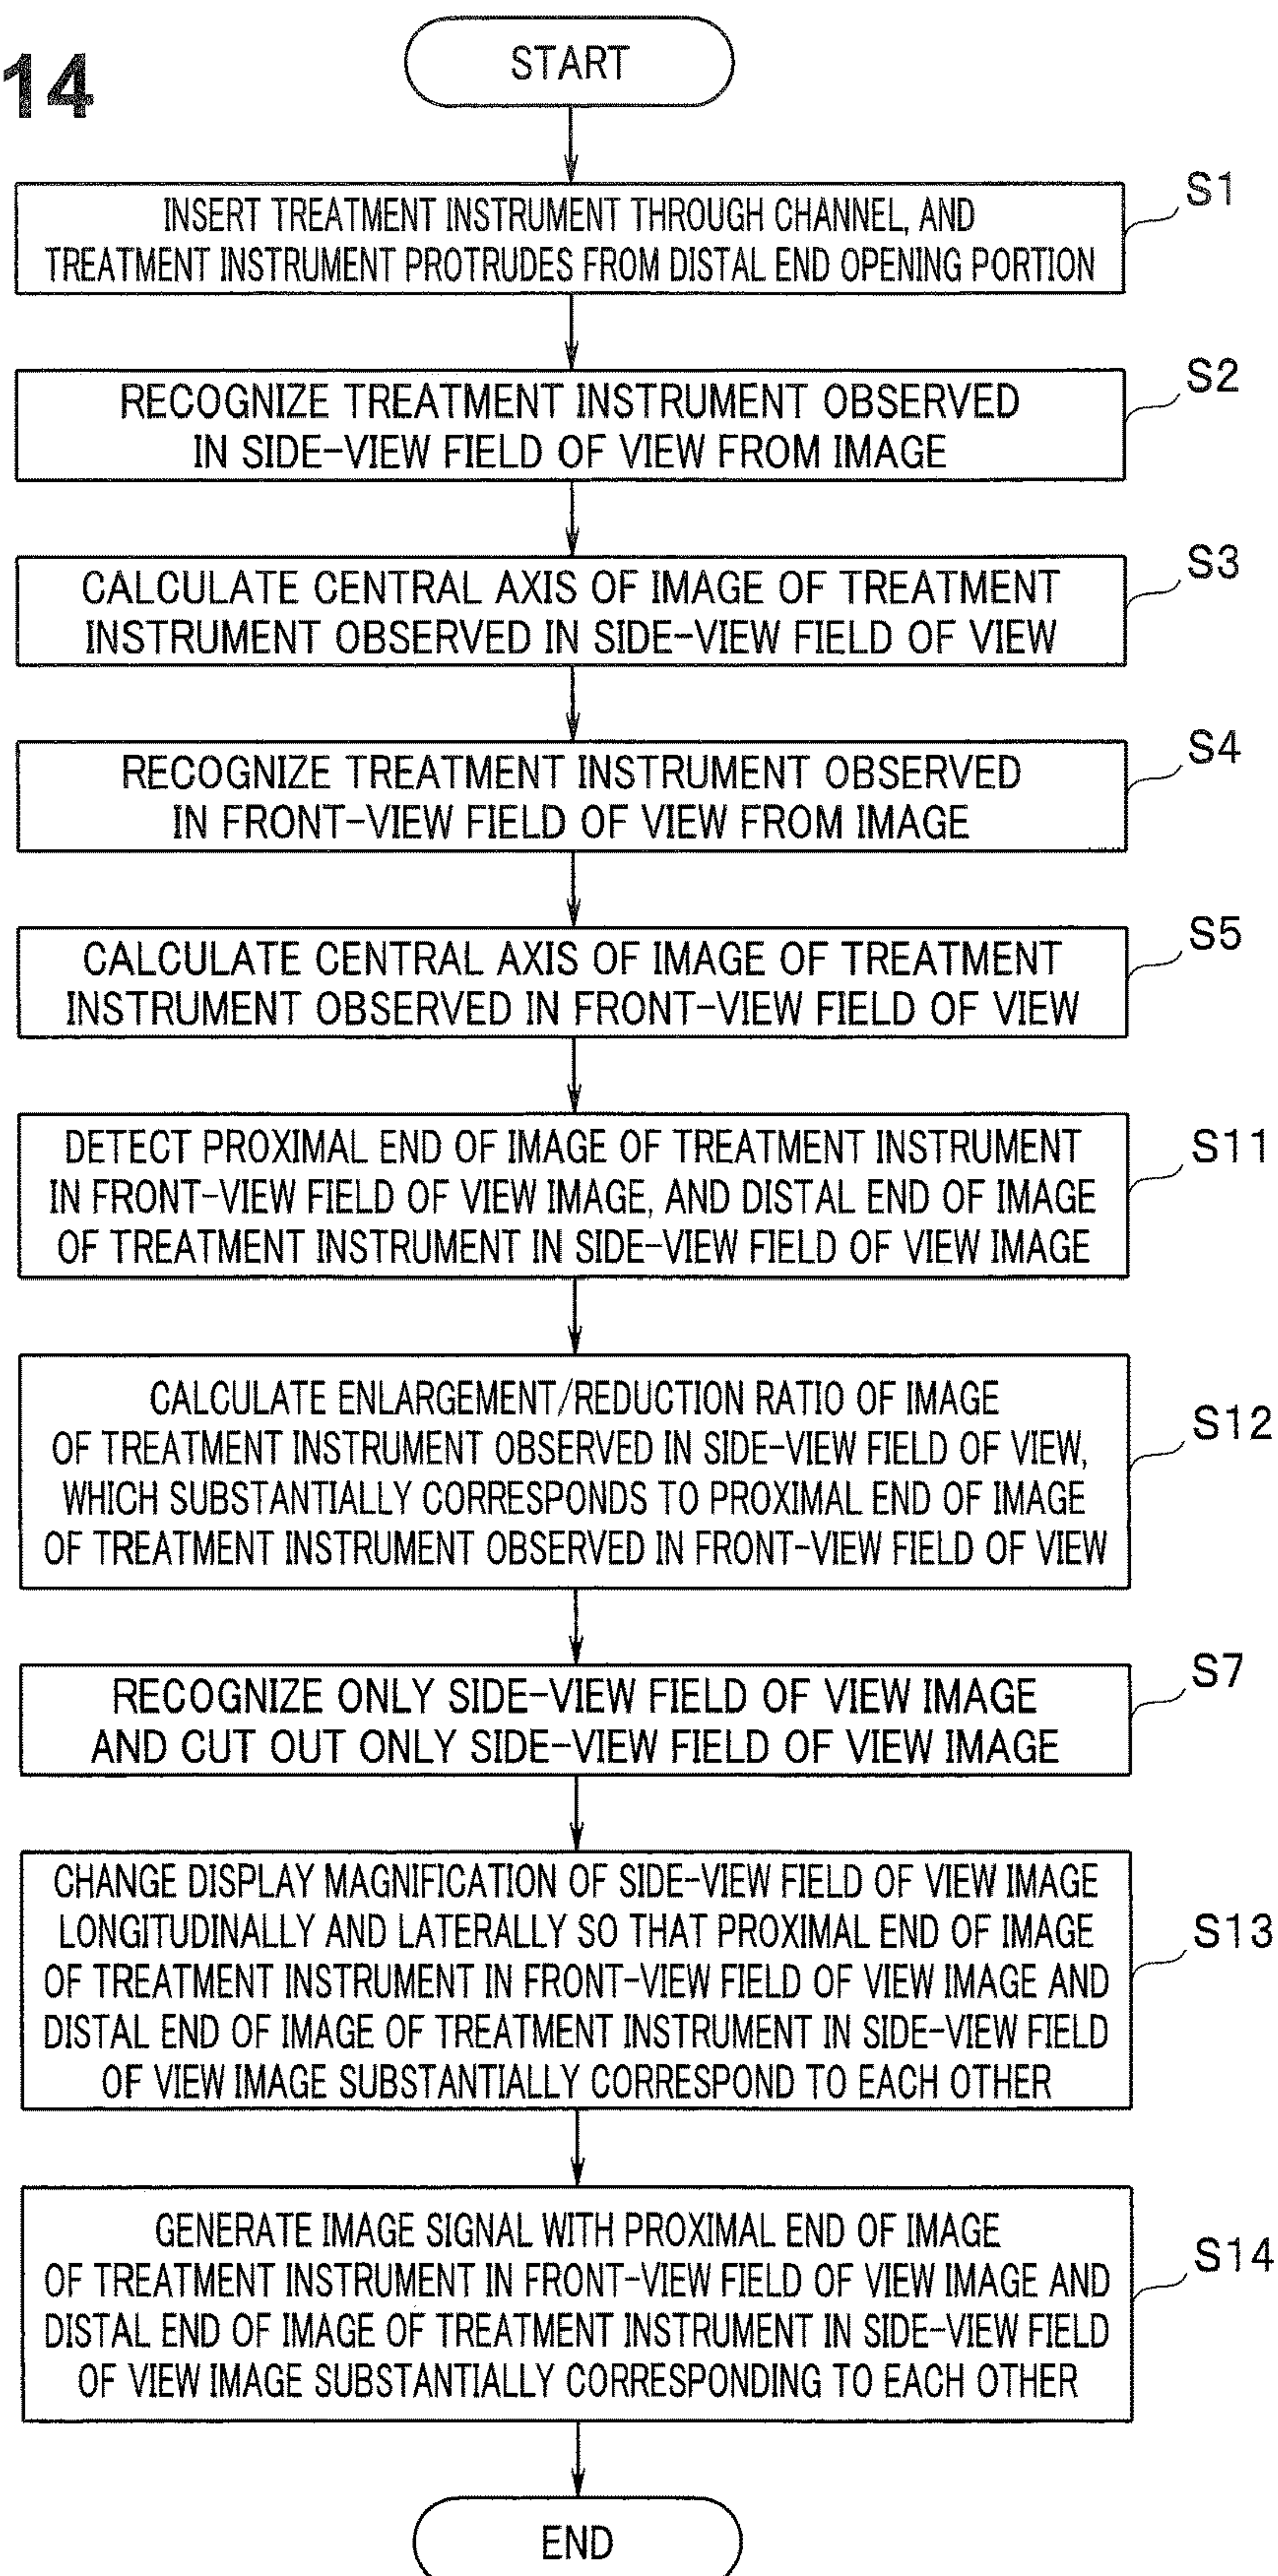 14
START
S1
INSERT TREATMENT INSTRUMENT THROUGH CHANNEL, AND
TREATMENT INSTRUMENT PROTRUDES FROM DISTAL END OPENING PORTION
S2
RECOGNIZE TREATMENT INSTRUMENT OBSERVED
IN SIDE-VIEW FIELD OF VIEW FROM IMAGE
S3
CALCULATE CENTRAL AXIS OF IMAGE OF TREATMENT
INSTRUMENT OBSERVED IN SIDE-VIEW FIELD OF VIEW
S4
RECOGNIZE TREATMENT INSTRUMENT OBSERVED
IN FRONT-VIEW FIELD OF VIEW FROM IMAGE
S5
CALCULATE CENTRAL AXIS OF IMAGE OF TREATMENT
INSTRUMENT OBSERVED IN FRONT-VIEW FIELD OF VIEW
S11
DETECT PROXIMAL END OF IMAGE OF TREATMENT INSTRUMENT
IN FRONT-VIEW FIELD OF VIEW IMAGE, AND DISTAL END OF IMAGE
OF TREATMENT INSTRUMENT IN SIDE-VIEW FIELD OF VIEW IMAGE
S12
CALCULATE ENLARGEMENT/REDUCTION RATIO OF IMAGE
OF TREATMENT INSTRUMENT OBSERVED IN SIDE-VIEW FIELD OF VIEW,
WHICH SUBSTANTIALLY CORRESPONDS TO PROXIMAL END OF IMAGE
OF TREATMENT INSTRUMENT OBSERVED IN FRONT-VIEW FIELD OF VIEW
S7
RECOGNIZE ONLY SIDE-VIEW FIELD OF VIEW IMAGE
AND CUT OUT ONLY SIDE-VIEW FIELD OF VIEW IMAGE
S13
CHANGE DISPLAY MAGNIFICATION OF SIDE-VIEW FIELD OF VIEW IMAGE
LONGITUDINALLY AND LATERALLY SO THAT PROXIMAL END OF IMAGE
OF TREATMENT INSTRUMENT IN FRONT-VIEW FIELD OF VIEW IMAGE AND
DISTAL END OF IMAGE OF TREATMENT INSTRUMENT IN SIDE-VIEW FIELD
OF VIEW IMAGE SUBSTANTIALLY CORRESPOND TO EACH OTHER
S14
GENERATE IMAGE SIGNAL WITH PROXIMAL END OF IMAGE
OF TREATMENT INSTRUMENT IN FRONT-VIEW FIELD OF VIEW IMAGE AND
DISTAL END OF IMAGE OF TREATMENT INSTRUMENT IN SIDE-VIEW FIELD
OF VIEW IMAGE SUBSTANTIALLY CORRESPONDING TO EACH OTHER
END